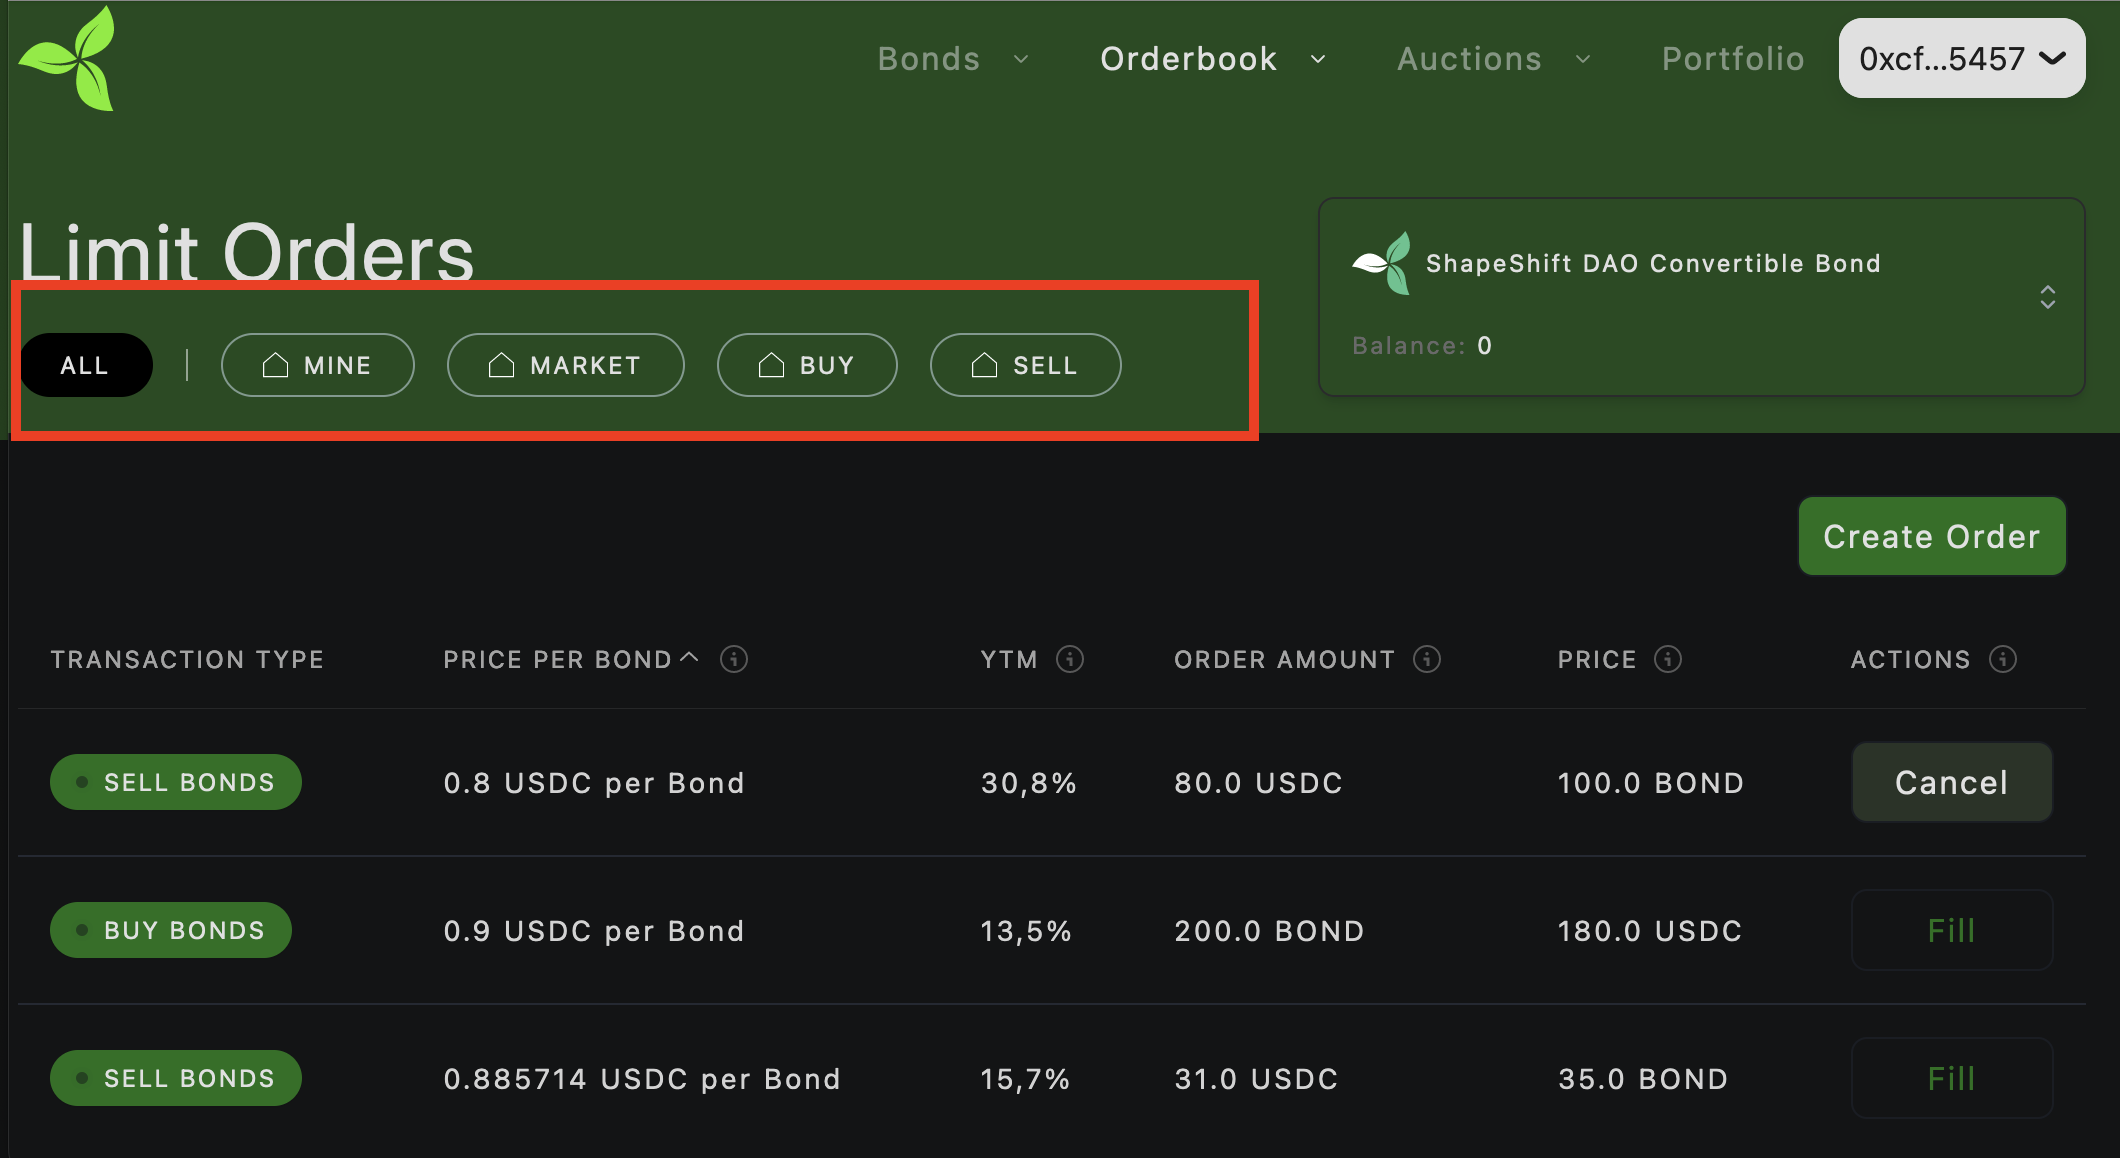 Bonds Orderbook Auctions Portfolio 0xcf...5457
Limit Orders
ShapeShift DAO Convertible Bond
Balance: 0
ALL | MINE MARKET BUY SELL
Create Order
TRANSACTION TYPE PRICE PER BOND YTM ORDER AMOUNT PRICE ACTIONS
SELL BONDS 0.8 USDC per Bond 30,8% 80.0 USDC 100.0 BOND Cancel
BUY BONDS 0.9 USDC per Bond 13,5% 200.0 BOND 180.0 USDC Fill
SELL BONDS 0.885714 USDC per Bond 15,7% 31.0 USDC 35.0 BOND Fill